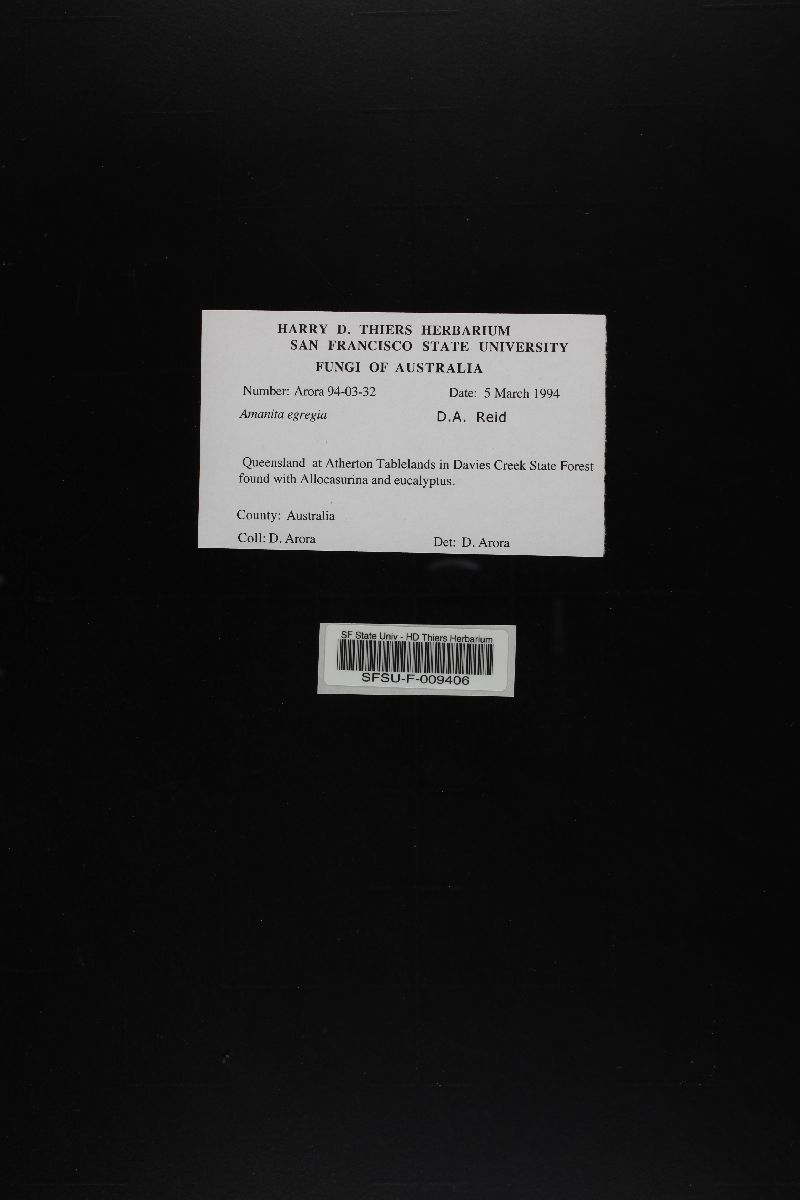 HARRY D. THIERS HERBARIUM
SAN FRANCISCO STATE UNIVERSITY
FUNGI OF AUSTRALIA
Number: Arora 94-03-32 Date: 5 March 1994
Amanita egregia D.A. Reid
Queensland at Atherton Tablelands in Davies Creek State Forest
found with Allocasurina and eucalyptus.
County: Australia
Coll: D. Arora Det: D. Arora
SF State Univ - HD Thiers Herbarium
SFSU-F-009406